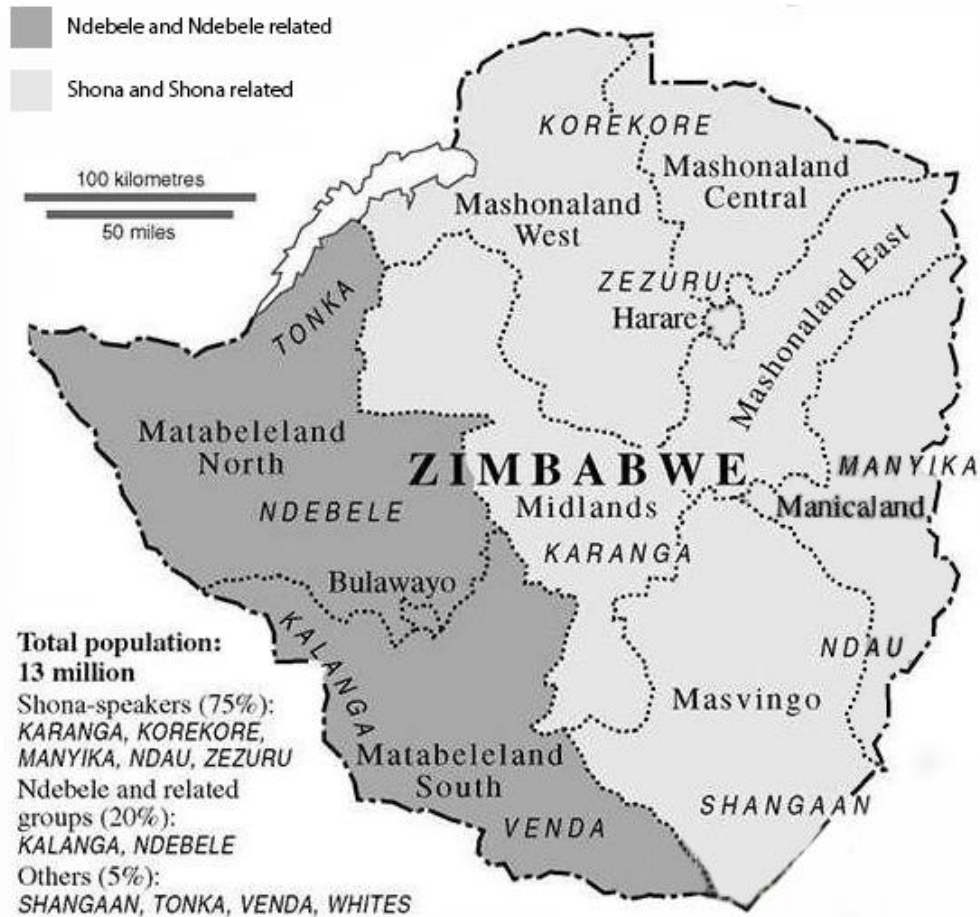 Ndebele and Ndebele related
Shona and Shona related
100 kilometres
50 miles
KOREKORE
Mashonaland
Central
Mashonaland
West
Mashonaland East
ZEZURU
Harare
TONKA
Matabeleland
North
ZIMBABWE
MANYIKA
Midlands
Manicaland
NDEBELE
KARANGA
Bulawayo
KALANGA
NDAU
Masvingo
Matabeleland
South
SHANGAAN
VENDA
Total population:
13 million
Shona-speakers (75%):
KARANGA, KOREKORE,
MANYIKA, NDAU, ZEZURU
Ndebele and related
groups (20%):
KALANGA, NDEBELE
Others (5%):
SHANGAAN, TONKA, VENDA, WHITES